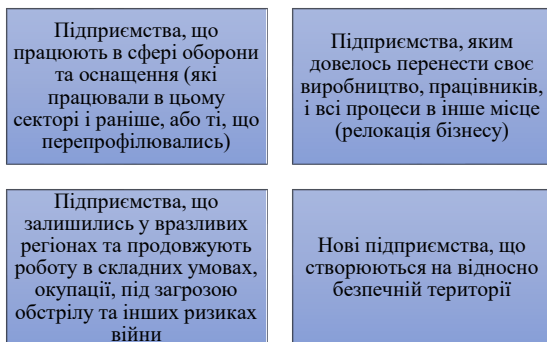 Підприємства, що
працюють в сфері оборони
та оснащення (які
працювали в цьому
секторі і раніше, або ті, що
перепрофілювались)
Підприємства, яким
довелось перенести своє
виробництво, працівників,
і всі процеси в інше місце
(релокація бізнесу)
Підприємства, що
залишились у вразливих
регіонах та продовжують
роботу в складних умовах,
окупації, під загрозою
обстрілу та інших ризиках
війни
Нові підприємства, що
створюються на відносно
безпечній території